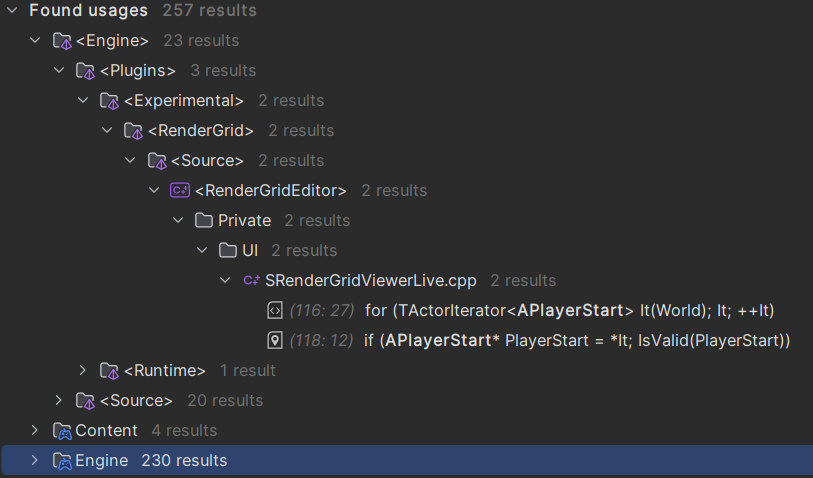 Found usages 257 results
<Engine> 23 results
<Plugins> 3 results
<Experimental> 2 results
<RenderGrid> 2 results
<Source> 2 results
C++ <RenderGridEditor> 2 results
Private 2 results
UI 2 results
C++ SRenderGridViewerLive.cpp 2 results
(116: 27) for (TActorIterator<APlayerStart> It(World); It; ++It)
(118: 12) if (APlayerStart* PlayerStart = *It; IsValid(PlayerStart))
<Runtime> 1 result
<Source> 20 results
Content 4 results
Engine 230 results